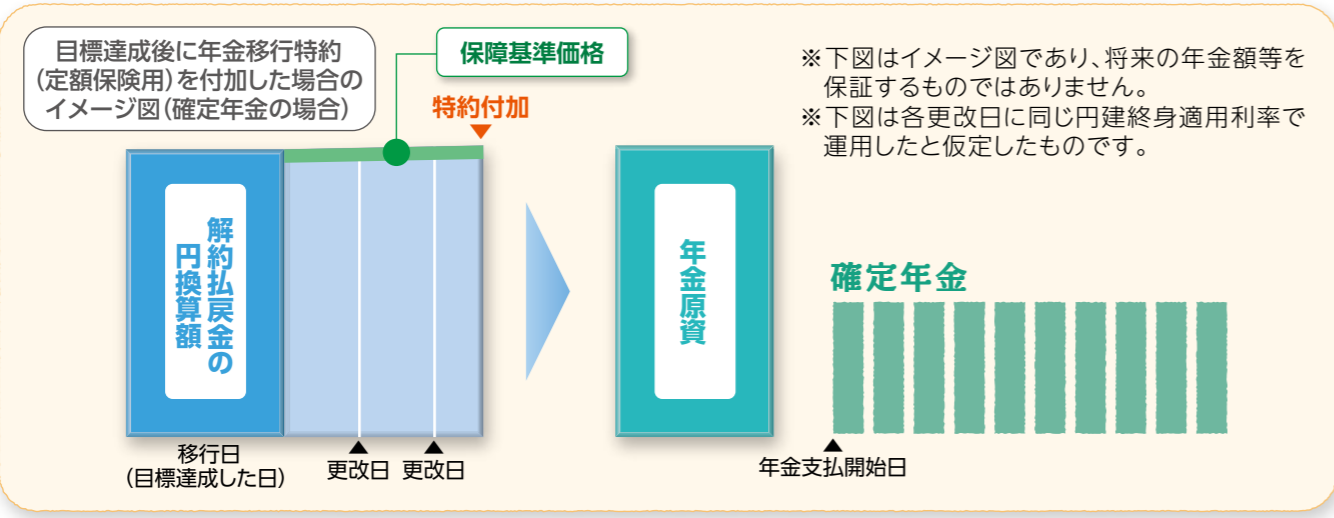 目標達成後に年金移行特約
(定額保険用)を付加した場合の
イメージ図(確定年金の場合)
保障基準価格
特約付加
※下図はイメージ図であり、将来の年金額等を
保証するものではありません。
※下図は各更改日に同じ円建終身適用利率で
運用したと仮定したものです。
解約払戻金の
円換算額
年金原資
確定年金
移行日
(目標達成した日)
更改日
更改日
年金支払開始日